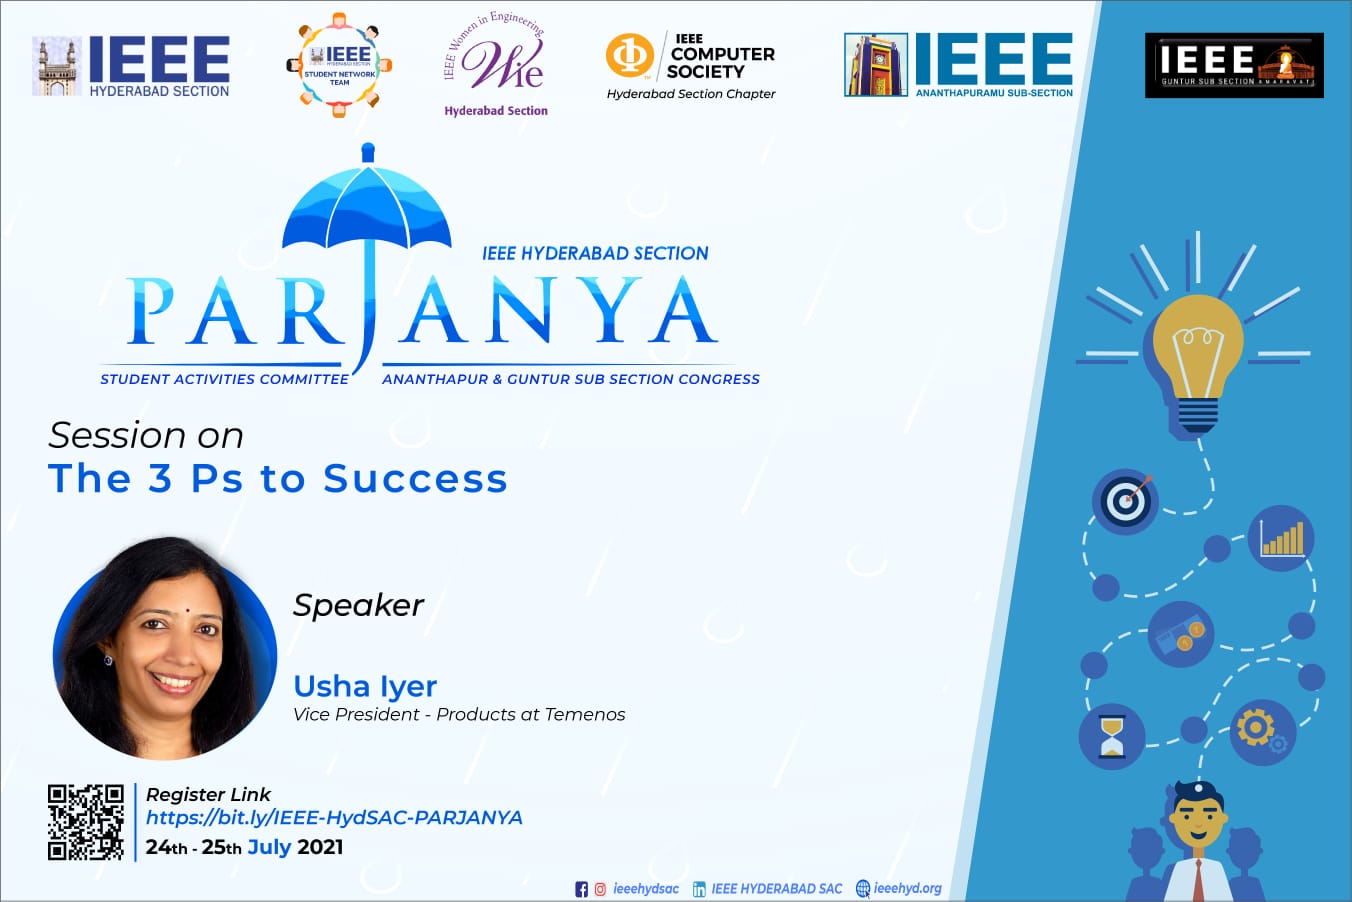 IEEE
HYDERABAD SECTION
IEEE
HYDERABAD SECTION
STUDENT NETWORK
TEAM
IEEE Women in Engineering
WIE
Hyderabad Section
IEEE
COMPUTER
SOCIETY
TM
Hyderabad Section Chapter
IEEE
ANANTHAPURAMU SUB-SECTION
IEEE
GUNTUR SUB SECTION AMARAVATI
IEEE HYDERABAD SECTION
PARJANYA
STUDENT ACTIVITIES COMMITTEE ANANTHAPUR & GUNTUR SUB SECTION CONGRESS
Session on
The 3 Ps to Success
Speaker
Usha Iyer
Vice President - Products at Temenos
Register Link
https://bit.ly/IEEE-HydSAC-PARJANYA
24th - 25th July 2021
ieeehydsac IEEE HYDERABAD SAC ieeehyd.org